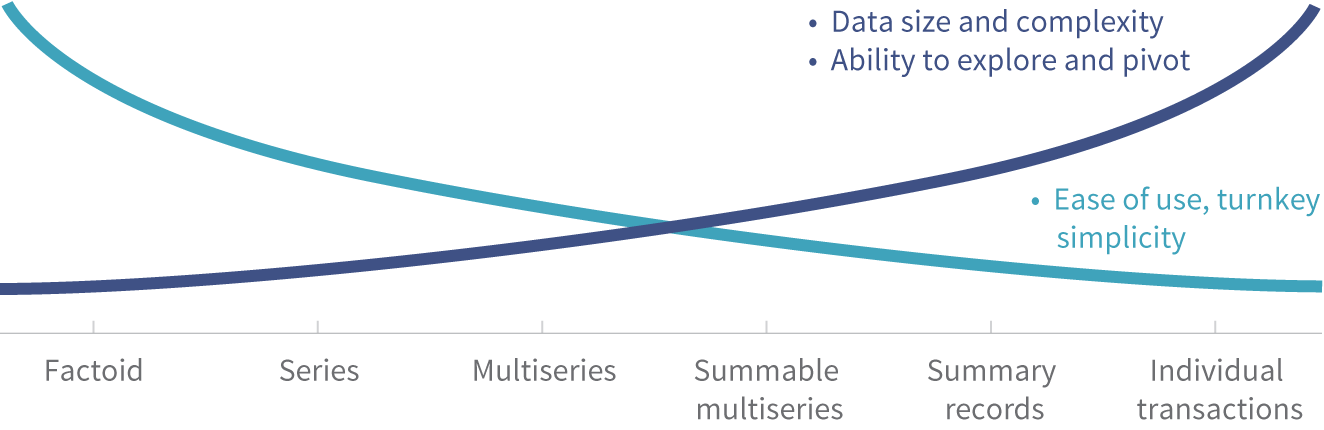 • Data size and complexity
• Ability to explore and pivot
• Ease of use, turnkey
simplicity
Factoid
Series
Multiseries
Summable
multiseries
Summary
records
Individual
transactions